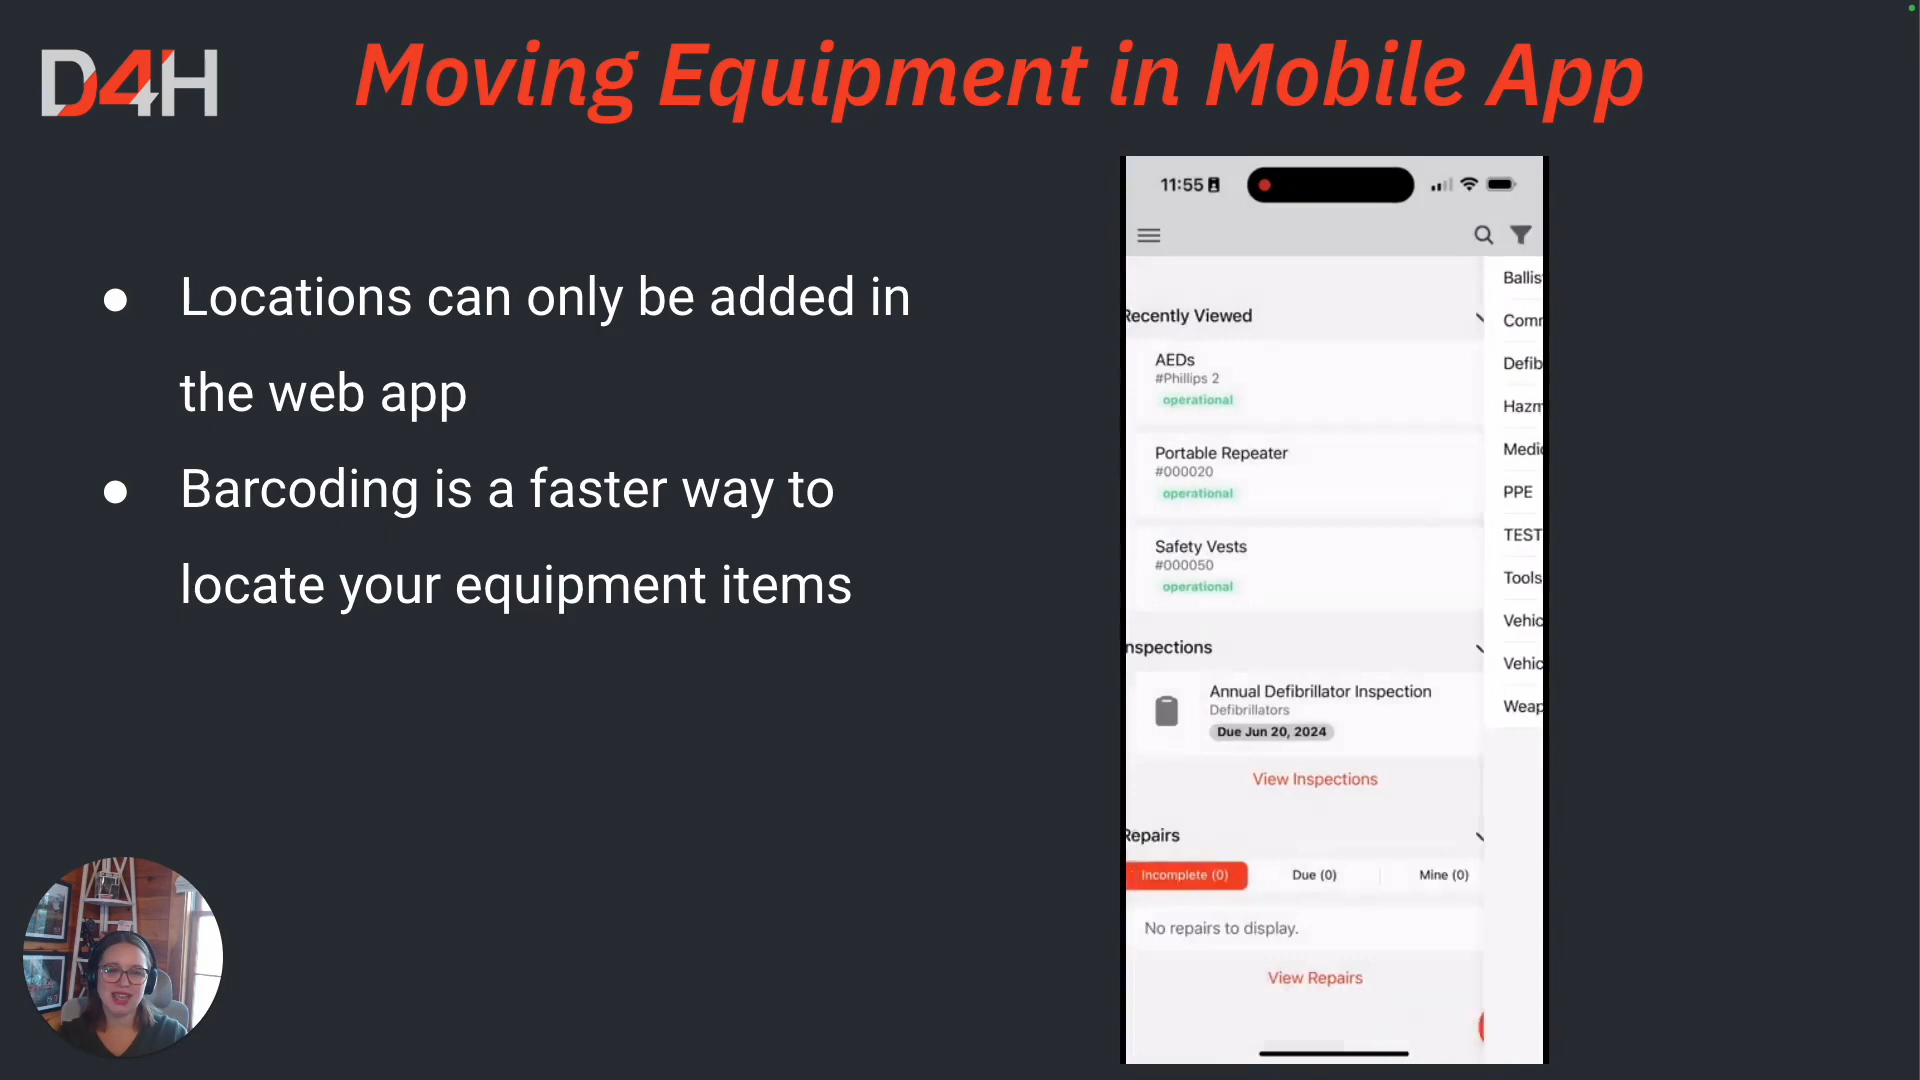 D4H
Moving Equipment in Mobile App
● Locations can only be added in
the web app
● Barcoding is a faster way to
locate your equipment items
11:55
Recently Viewed
AEDs
#Phillips 2
operational
Portable Repeater
#000020
operational
Safety Vests
#000050
operational
nspections
Annual Defibrillator Inspection
Defibrillators
Due Jun 20, 2024
View Inspections
Repairs
Incomplete (0) Due (0) Mine (0)
No repairs to display.
View Repairs
Ballis
Comr
Defib
Hazm
Medic
PPE
TEST
Tools
Vehic
Vehic
Weap